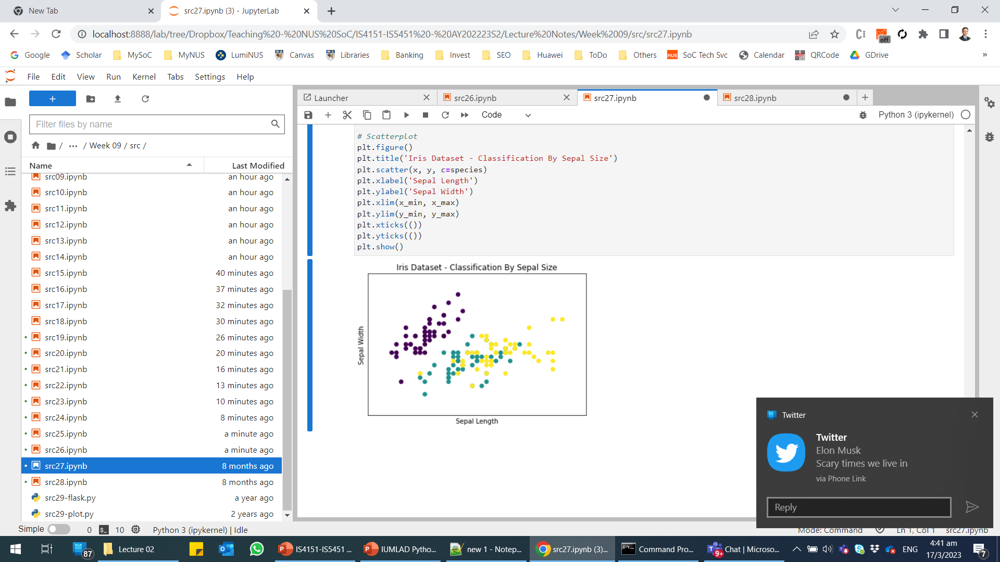 New Tab
src27.ipynb (3) - JupyterLab
localhost:8888/lab/tree/Dropbox/Teaching%20-%20NUS%20SoC/IS4151-IS5451%20-%20AY202223S2/Lecture%20Notes/Week%2009/src/src27.ipynb
off
Google Scholar MySoC MyNUS LumiNUS Canvas Libraries Banking Invest SEO Huawei ToDo Others NUS SoC Tech Svc Calendar QRCode GDrive »
File Edit View Run Kernel Tabs Settings Help
Launcher src26.ipynb src27.ipynb src28.ipynb
Code Python 3 (ipykernel)
Filter files by name
/ ··· / Week 09 / src /
Name Last Modified
src09.ipynb an hour ago
src10.ipynb an hour ago
src11.ipynb an hour ago
src12.ipynb an hour ago
src13.ipynb an hour ago
src14.ipynb an hour ago
src15.ipynb 40 minutes ago
src16.ipynb 37 minutes ago
src17.ipynb 32 minutes ago
src18.ipynb 30 minutes ago
src19.ipynb 26 minutes ago
src20.ipynb 20 minutes ago
src21.ipynb 16 minutes ago
src22.ipynb 13 minutes ago
src23.ipynb 10 minutes ago
src24.ipynb 8 minutes ago
src25.ipynb a minute ago
src26.ipynb a minute ago
src27.ipynb 8 months ago
src28.ipynb 8 months ago
src29-flask.py a year ago
src29-plot.py 2 years ago
# Scatterplot
plt.figure()
plt.title('Iris Dataset - Classification By Sepal Size')
plt.scatter(x, y, c=species)
plt.xlabel('Sepal Length')
plt.ylabel('Sepal Width')
plt.xlim(x_min, x_max)
plt.ylim(y_min, y_max)
plt.xticks(())
plt.yticks(())
plt.show()
Iris Dataset - Classification By Sepal Size
Sepal Width
Sepal Length
Twitter
Twitter
Elon Musk
Scary times we live in
via Phone Link
Reply
Simple 0 $_ 10 Python 3 (ipykernel) | Idle
Mode: Command Ln 1, Col 1 src27.ipynb
87 Lecture 02 IS4151-IS5451 ... IUMLAD Pytho... new 1 - Notep... src27.ipynb (3)... Command Pro... 9+ Chat | Microso... ENG
4:41 am
17/3/2023
7